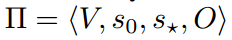 Π = ⟨V, s₀, s⋆, O⟩